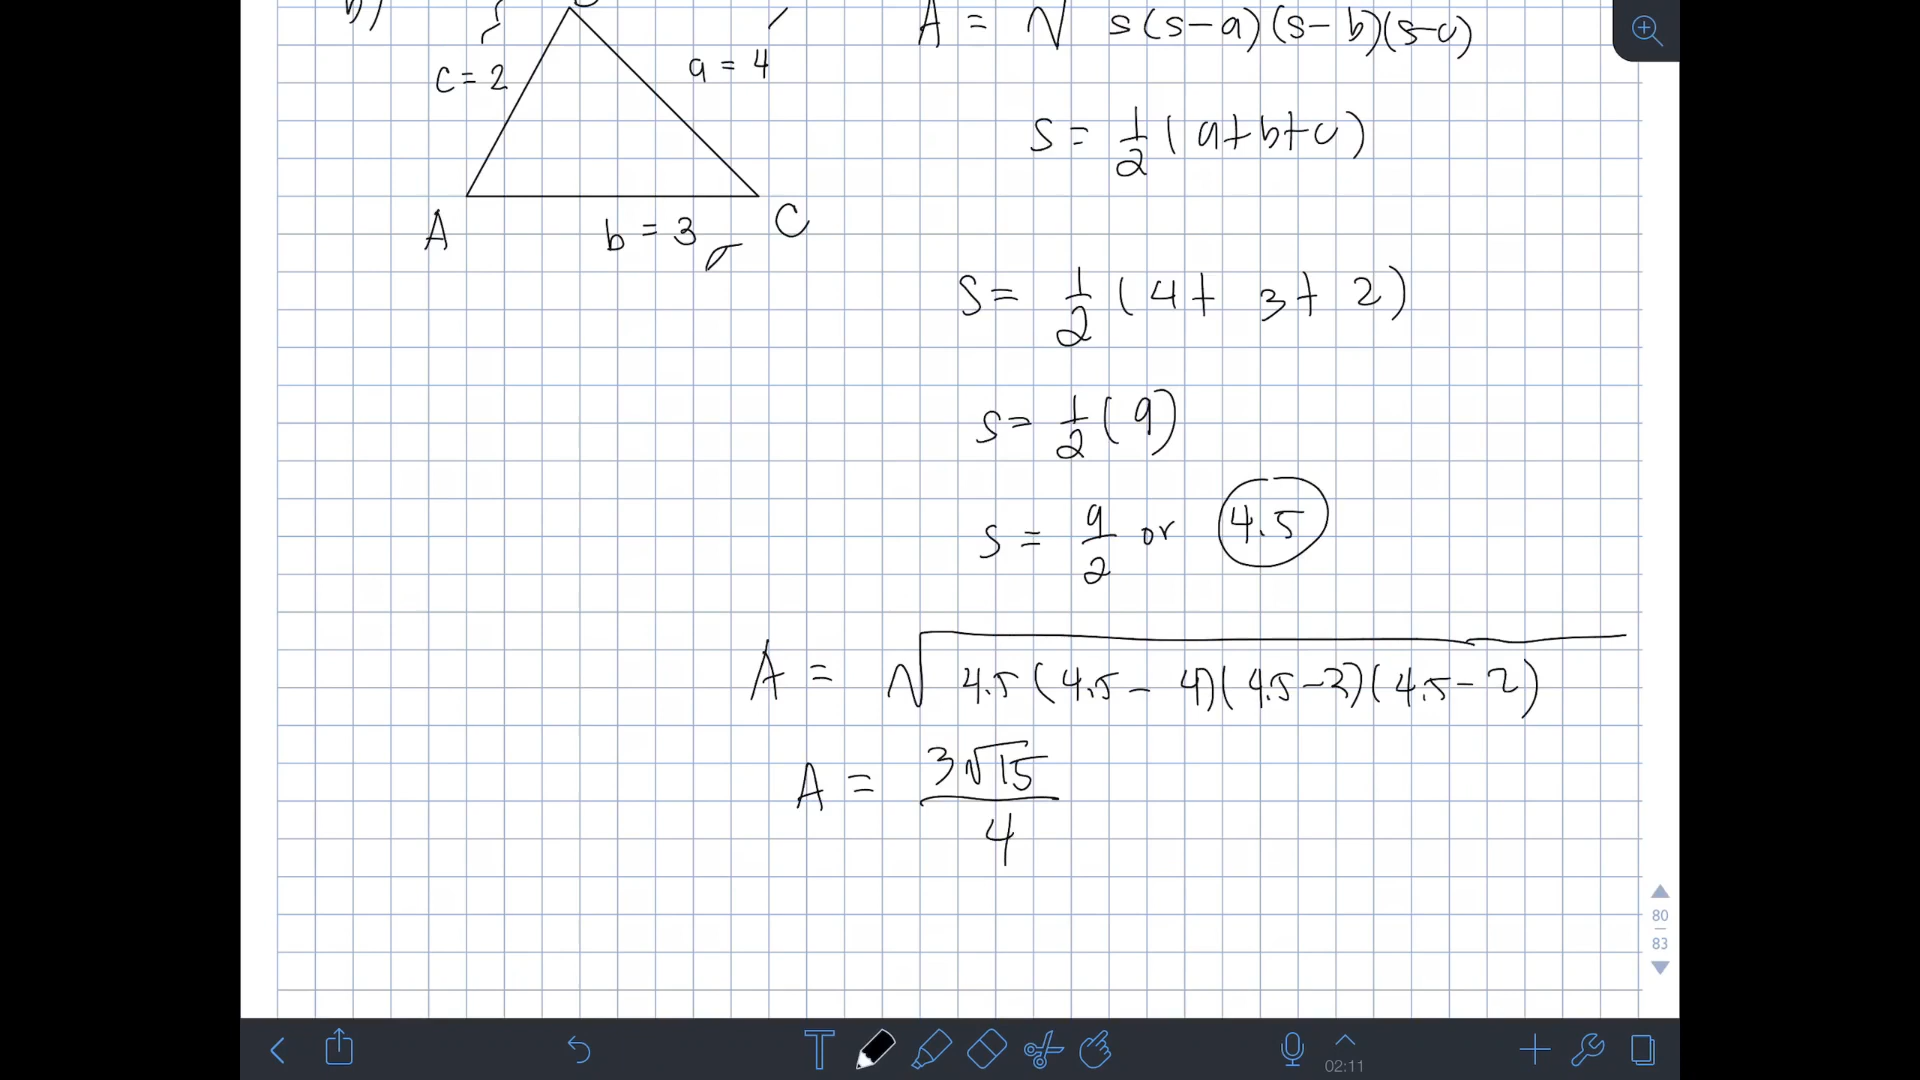 b)
A = √ s(s-a)(s-b)(s-c)
c = 2
a = 4
s = 1/2 (a+b+c)
A
b = 3
C
s = 1/2 (4 + 3 + 2)
s = 1/2 (9)
s = 9/2 or 4.5
A = √4.5(4.5 - 4)(4.5-3)(4.5-2)
A = 3√15/4
80
83
T
02:11